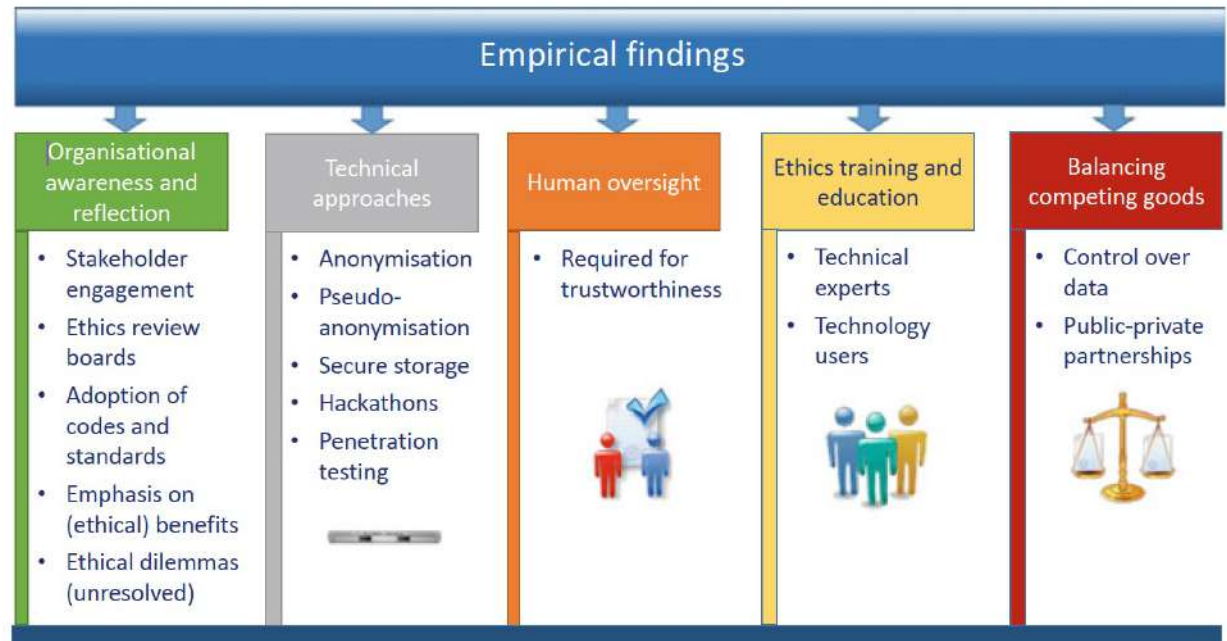 Empirical findings
Organisational
awareness and
reflection
• Stakeholder
engagement
• Ethics review
boards
• Adoption of
codes and
standards
• Emphasis on
(ethical) benefits
• Ethical dilemmas
(unresolved)
Technical
approaches
• Anonymisation
• Pseudo-
anonymisation
• Secure storage
• Hackathons
• Penetration
testing
Human oversight
• Required for
trustworthiness
Ethics training and
education
• Technical
experts
• Technology
users
Balancing
competing goods
• Control over
data
• Public-private
partnerships